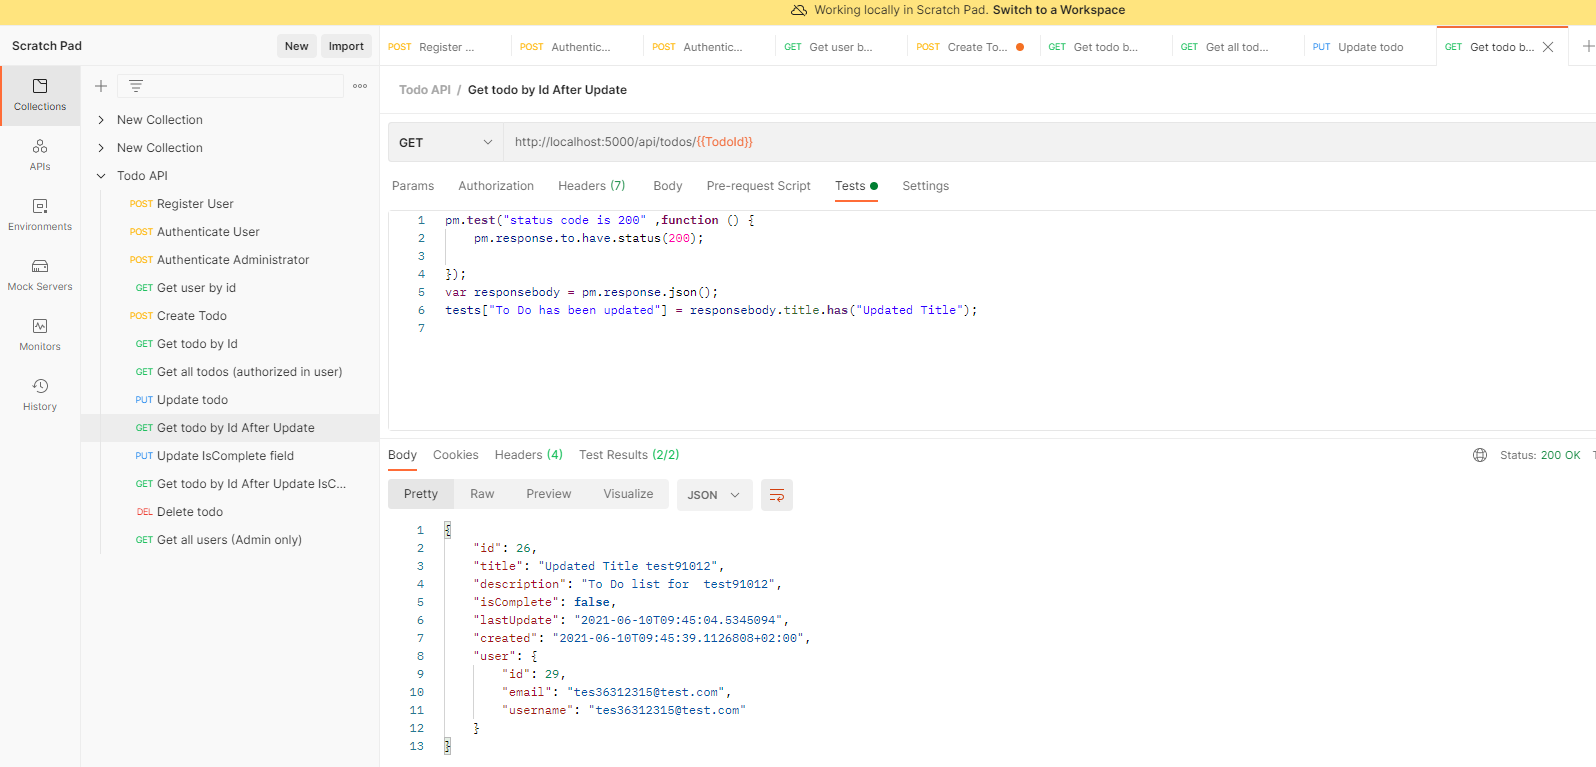 Working locally in Scratch Pad. Switch to a Workspace
Scratch Pad
New
Import
POST Register ...
POST Authentic...
POST Authentic...
GET Get user b...
POST Create To...
GET Get todo b...
GET Get all tod...
PUT Update todo
GET Get todo b...
Collections
APIs
Environments
Mock Servers
Monitors
History
New Collection
New Collection
Todo API
POST Register User
POST Authenticate User
POST Authenticate Administrator
GET Get user by id
POST Create Todo
GET Get todo by Id
GET Get all todos (authorized in user)
PUT Update todo
GET Get todo by Id After Update
PUT Update IsComplete field
GET Get todo by Id After Update IsC...
DEL Delete todo
GET Get all users (Admin only)
Todo API / Get todo by Id After Update
GET http://localhost:5000/api/todos/{{TodoId}}
Params Authorization Headers (7) Body Pre-request Script Tests Settings
1 pm.test("status code is 200" ,function () {
2 pm.response.to.have.status(200);
3
4 });
5 var responsebody = pm.response.json();
6 tests["To Do has been updated"] = responsebody.title.has("Updated Title");
7
Body Cookies Headers (4) Test Results (2/2) Status: 200 OK
Pretty Raw Preview Visualize JSON
1 {
2 "id": 26,
3 "title": "Updated Title test91012",
4 "description": "To Do list for  test91012",
5 "isComplete": false,
6 "lastUpdate": "2021-06-10T09:45:04.5345094",
7 "created": "2021-06-10T09:45:39.1126808+02:00",
8 "user": {
9 "id": 29,
10 "email": "tes36312315@test.com",
11 "username": "tes36312315@test.com"
12 }
13 }